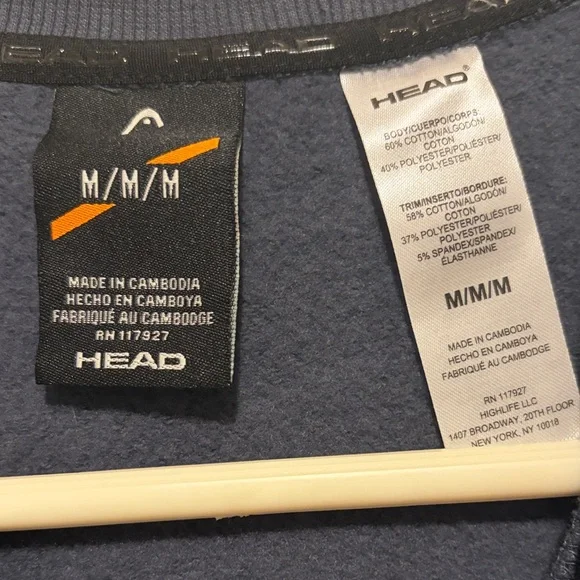 HEAD HEAD HEAD
M/M/M
MADE IN CAMBODIA
HECHO EN CAMBOYA
FABRIQUÉ AU CAMBODGE
RN 117927
HEAD
HEAD®
BODY/CUERPO/CORPS
60% COTTON/ALGODÓN/
COTON
40% POLYESTER/POLIÉSTER/
POLYESTER
TRIM/INSERTO/BORDURE:
58% COTTON/ALGODÓN/
COTON
37% POLYESTER/POLIÉSTER/
POLYESTER
5% SPANDEX/SPANDEX/
ÉLASTHANNE
M/M/M
MADE IN CAMBODIA
HECHO EN CAMBOYA
FABRIQUÉ AU CAMBODGE
RN 117927
HIGHLIFE LLC
1407 BROADWAY, 20TH FLOOR
NEW YORK, NY 10018